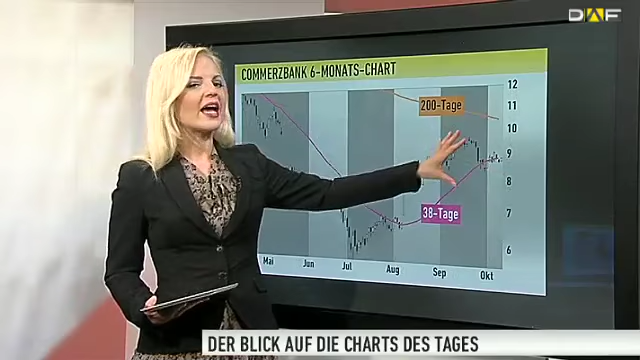 DAF
COMMERZBANK 6-MONATS-CHART
12
200-Tage
11
10
9
8
38-Tage
7
6
Mai Jun Jul Aug Sep Okt
DER BLICK AUF DIE CHARTS DES TAGES